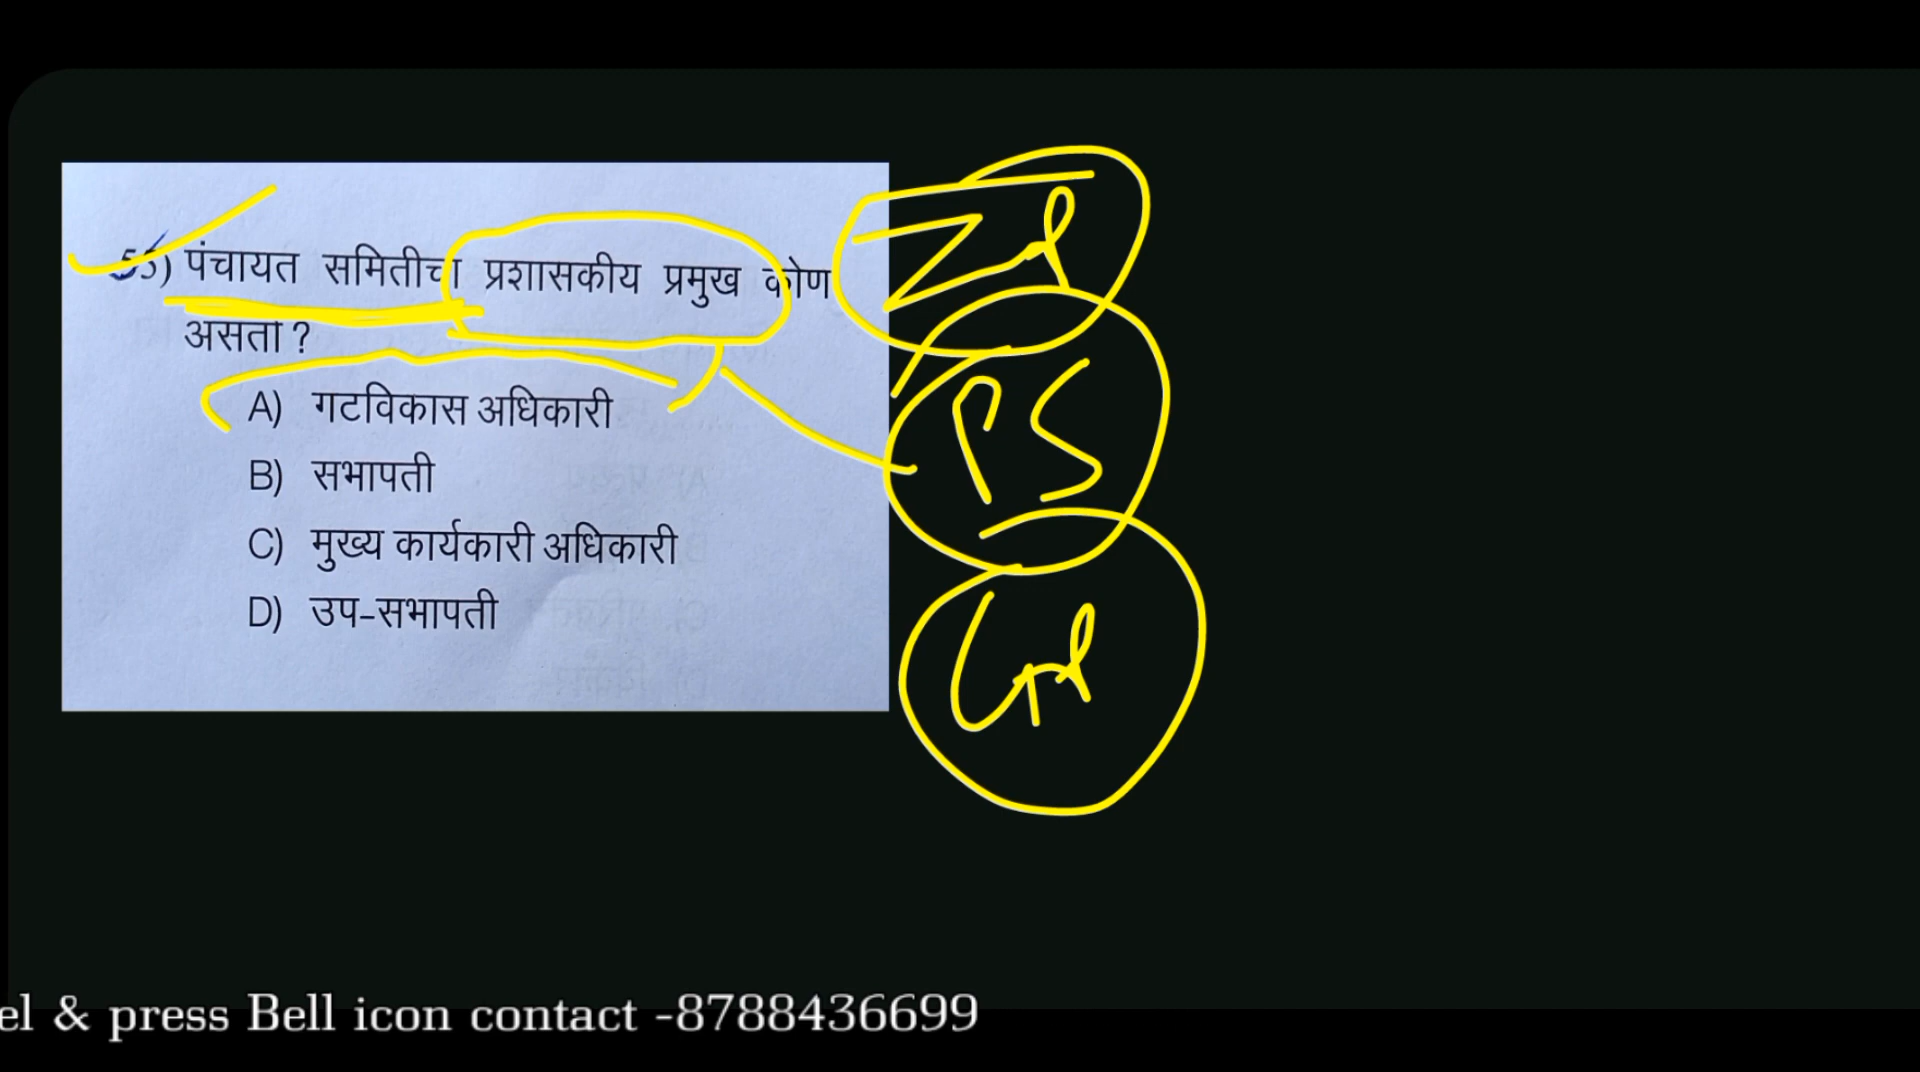 55) पंचायत समितीचा प्रशासकीय प्रमुख कोण
असतो ?
A) गटविकास अधिकारी
B) सभापती
C) मुख्य कार्यकारी अधिकारी
D) उप-सभापती
ZP
PS
GP
el & press Bell icon contact -8788436699